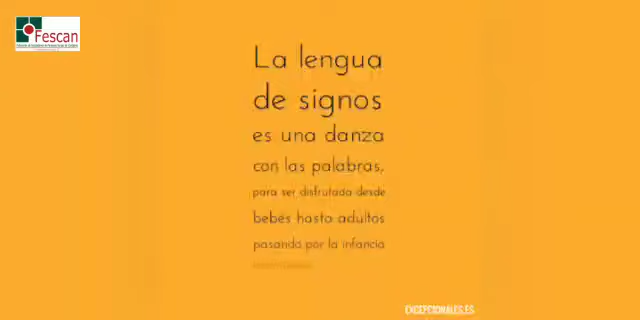 Fescan
La lengua
de signos
es una danza
con las palabras,
para ser disfrutada desde
bebés hasta adultos
pasando por la infancia
EXCEPCIONALES.ES